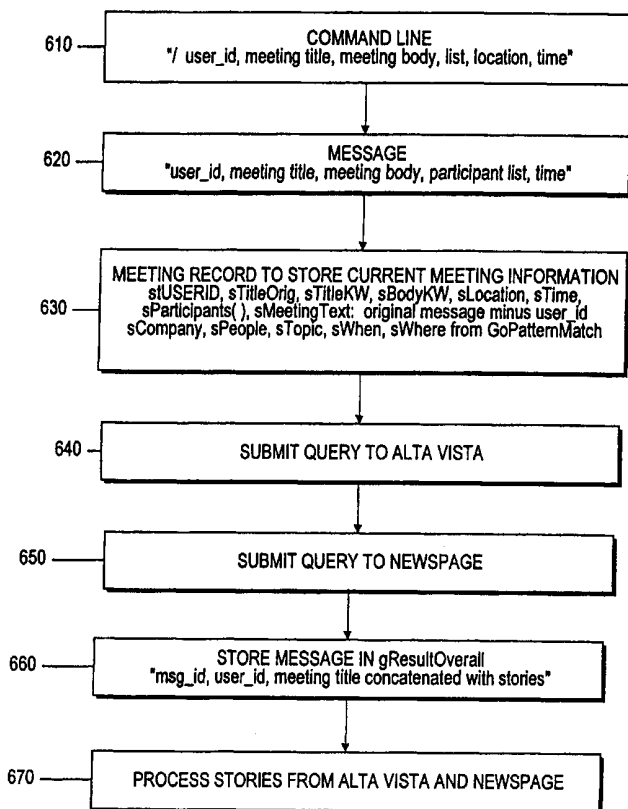 610
COMMAND LINE
"/ user_id, meeting title, meeting body, list, location, time"
620
MESSAGE
"user_id, meeting title, meeting body, participant list, time"
630
MEETING RECORD TO STORE CURRENT MEETING INFORMATION
stUSERID, sTitleOrig, sTitleKW, sBodyKW, sLocation, sTime,
sParticipants( ), sMeetingText: original message minus user_id
sCompany, sPeople, sTopic, sWhen, sWhere from GoPatternMatch
640
SUBMIT QUERY TO ALTA VISTA
650
SUBMIT QUERY TO NEWSPAGE
660
STORE MESSAGE IN gResultOverall
"msg_id, user_id, meeting title concatenated with stories"
670
PROCESS STORIES FROM ALTA VISTA AND NEWSPAGE